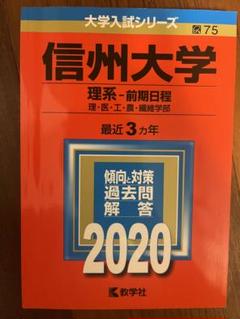 大学入試シリーズ
75
信州大学
理系-前期日程
理・医・工・農・繊維学部
最近3カ年
傾向と対策
過去問
解答
2020
教学社